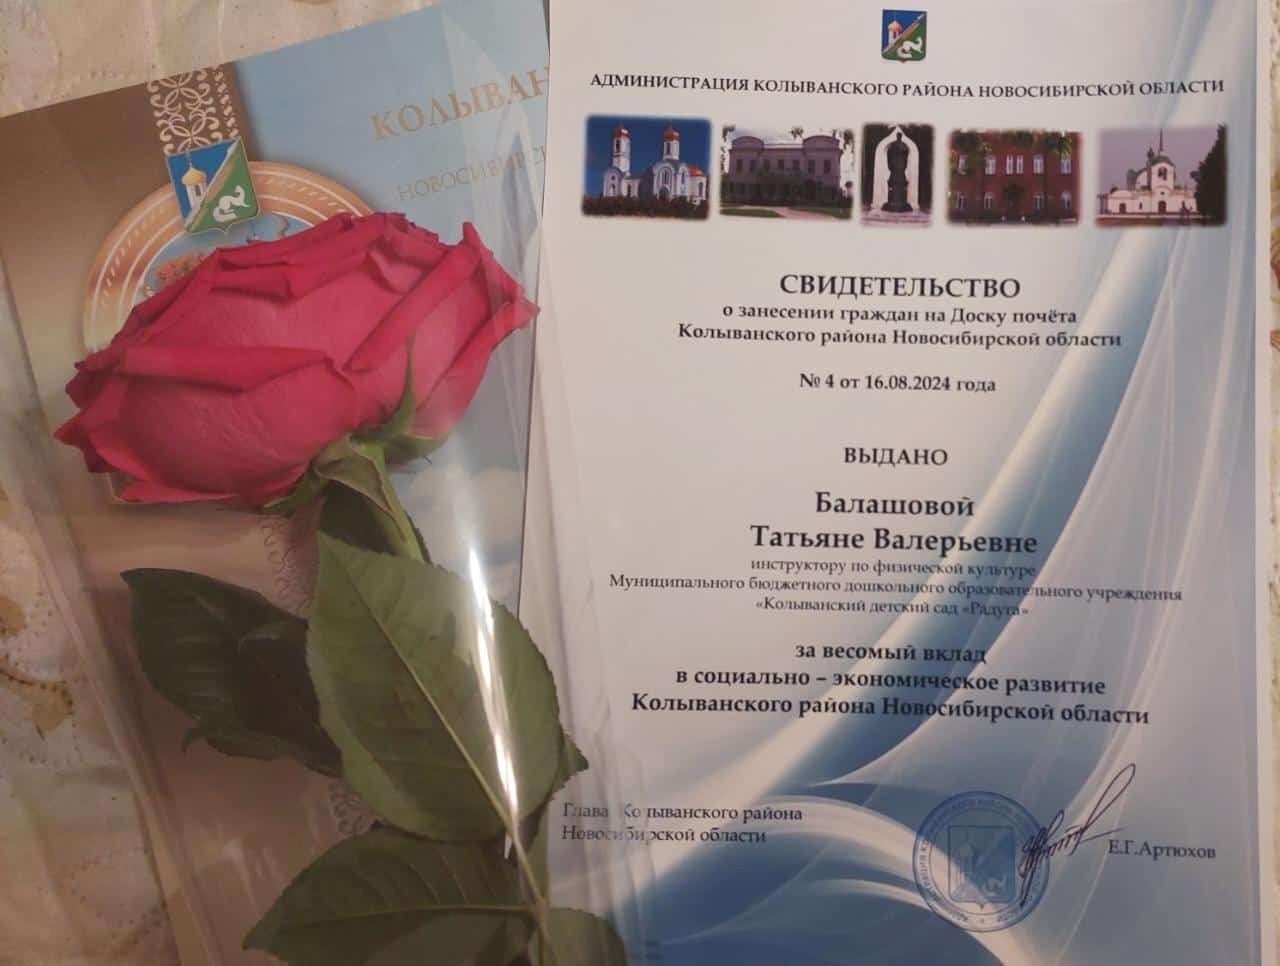 КОЛЫВАН
НОВОСИБИРС
АДМИНИСТРАЦИЯ КОЛЫВАНСКОГО РАЙОНА НОВОСИБИРСКОЙ ОБЛАСТИ
СВИДЕТЕЛЬСТВО
о занесении граждан на Доску почёта
Колыванского района Новосибирской области
№ 4 от 16.08.2024 года
ВЫДАНО
Балашовой
Татьяне Валерьевне
инструктору по физической культуре
Муниципального бюджетного дошкольного образовательного учреждения
«Колыванский детский сад «Радуга»
за весомый вклад
в социально – экономическое развитие
Колыванского района Новосибирской области
Глава Колыванского района
Новосибирской области
Е.Г.Артюхов